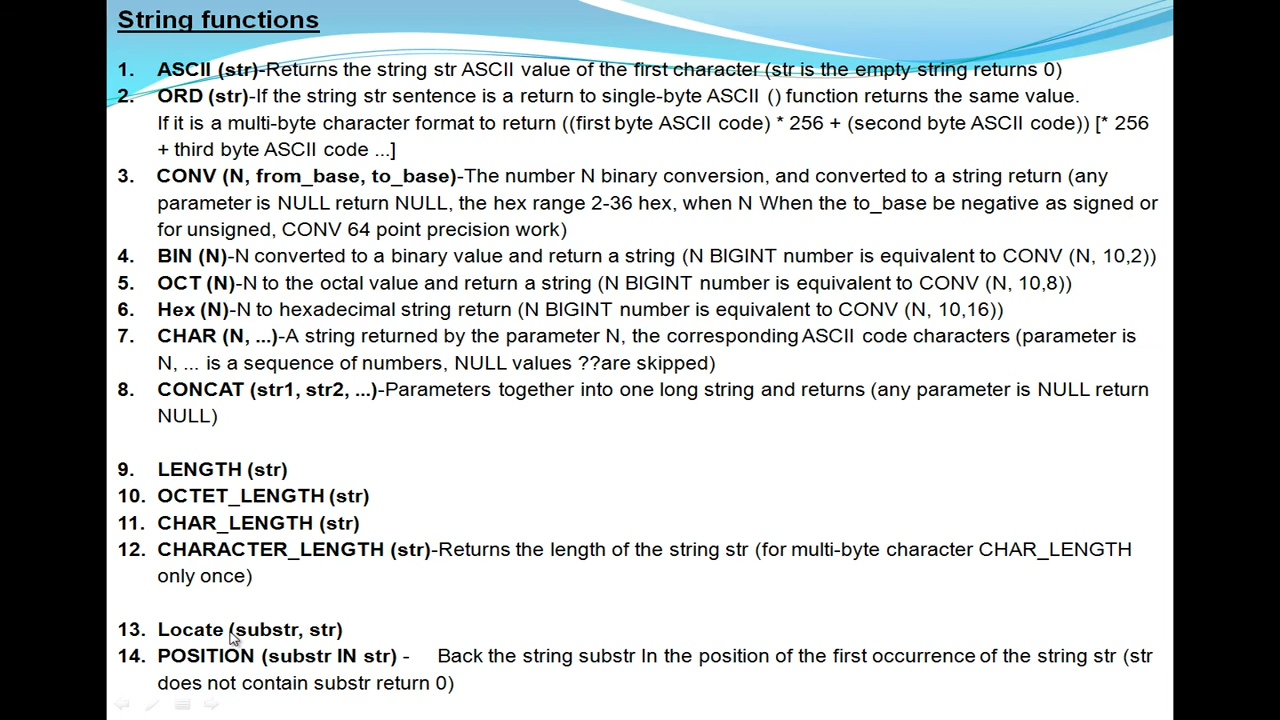 String functions
1. ASCII (str)-Returns the string str ASCII value of the first character (str is the empty string returns 0)
2. ORD (str)-If the string str sentence is a return to single-byte ASCII () function returns the same value.
If it is a multi-byte character format to return ((first byte ASCII code) * 256 + (second byte ASCII code)) [* 256
+ third byte ASCII code ...]
3. CONV (N, from_base, to_base)-The number N binary conversion, and converted to a string return (any
parameter is NULL return NULL, the hex range 2-36 hex, when N When the to_base be negative as signed or
for unsigned, CONV 64 point precision work)
4. BIN (N)-N converted to a binary value and return a string (N BIGINT number is equivalent to CONV (N, 10,2))
5. OCT (N)-N to the octal value and return a string (N BIGINT number is equivalent to CONV (N, 10,8))
6. Hex (N)-N to hexadecimal string return (N BIGINT number is equivalent to CONV (N, 10,16))
7. CHAR (N, ...)-A string returned by the parameter N, the corresponding ASCII code characters (parameter is
N, ... is a sequence of numbers, NULL values ??are skipped)
8. CONCAT (str1, str2, ...)-Parameters together into one long string and returns (any parameter is NULL return
NULL)
9. LENGTH (str)
10. OCTET_LENGTH (str)
11. CHAR_LENGTH (str)
12. CHARACTER_LENGTH (str)-Returns the length of the string str (for multi-byte character CHAR_LENGTH
only once)
13. Locate (substr, str)
14. POSITION (substr IN str) - Back the string substr In the position of the first occurrence of the string str (str
does not contain substr return 0)